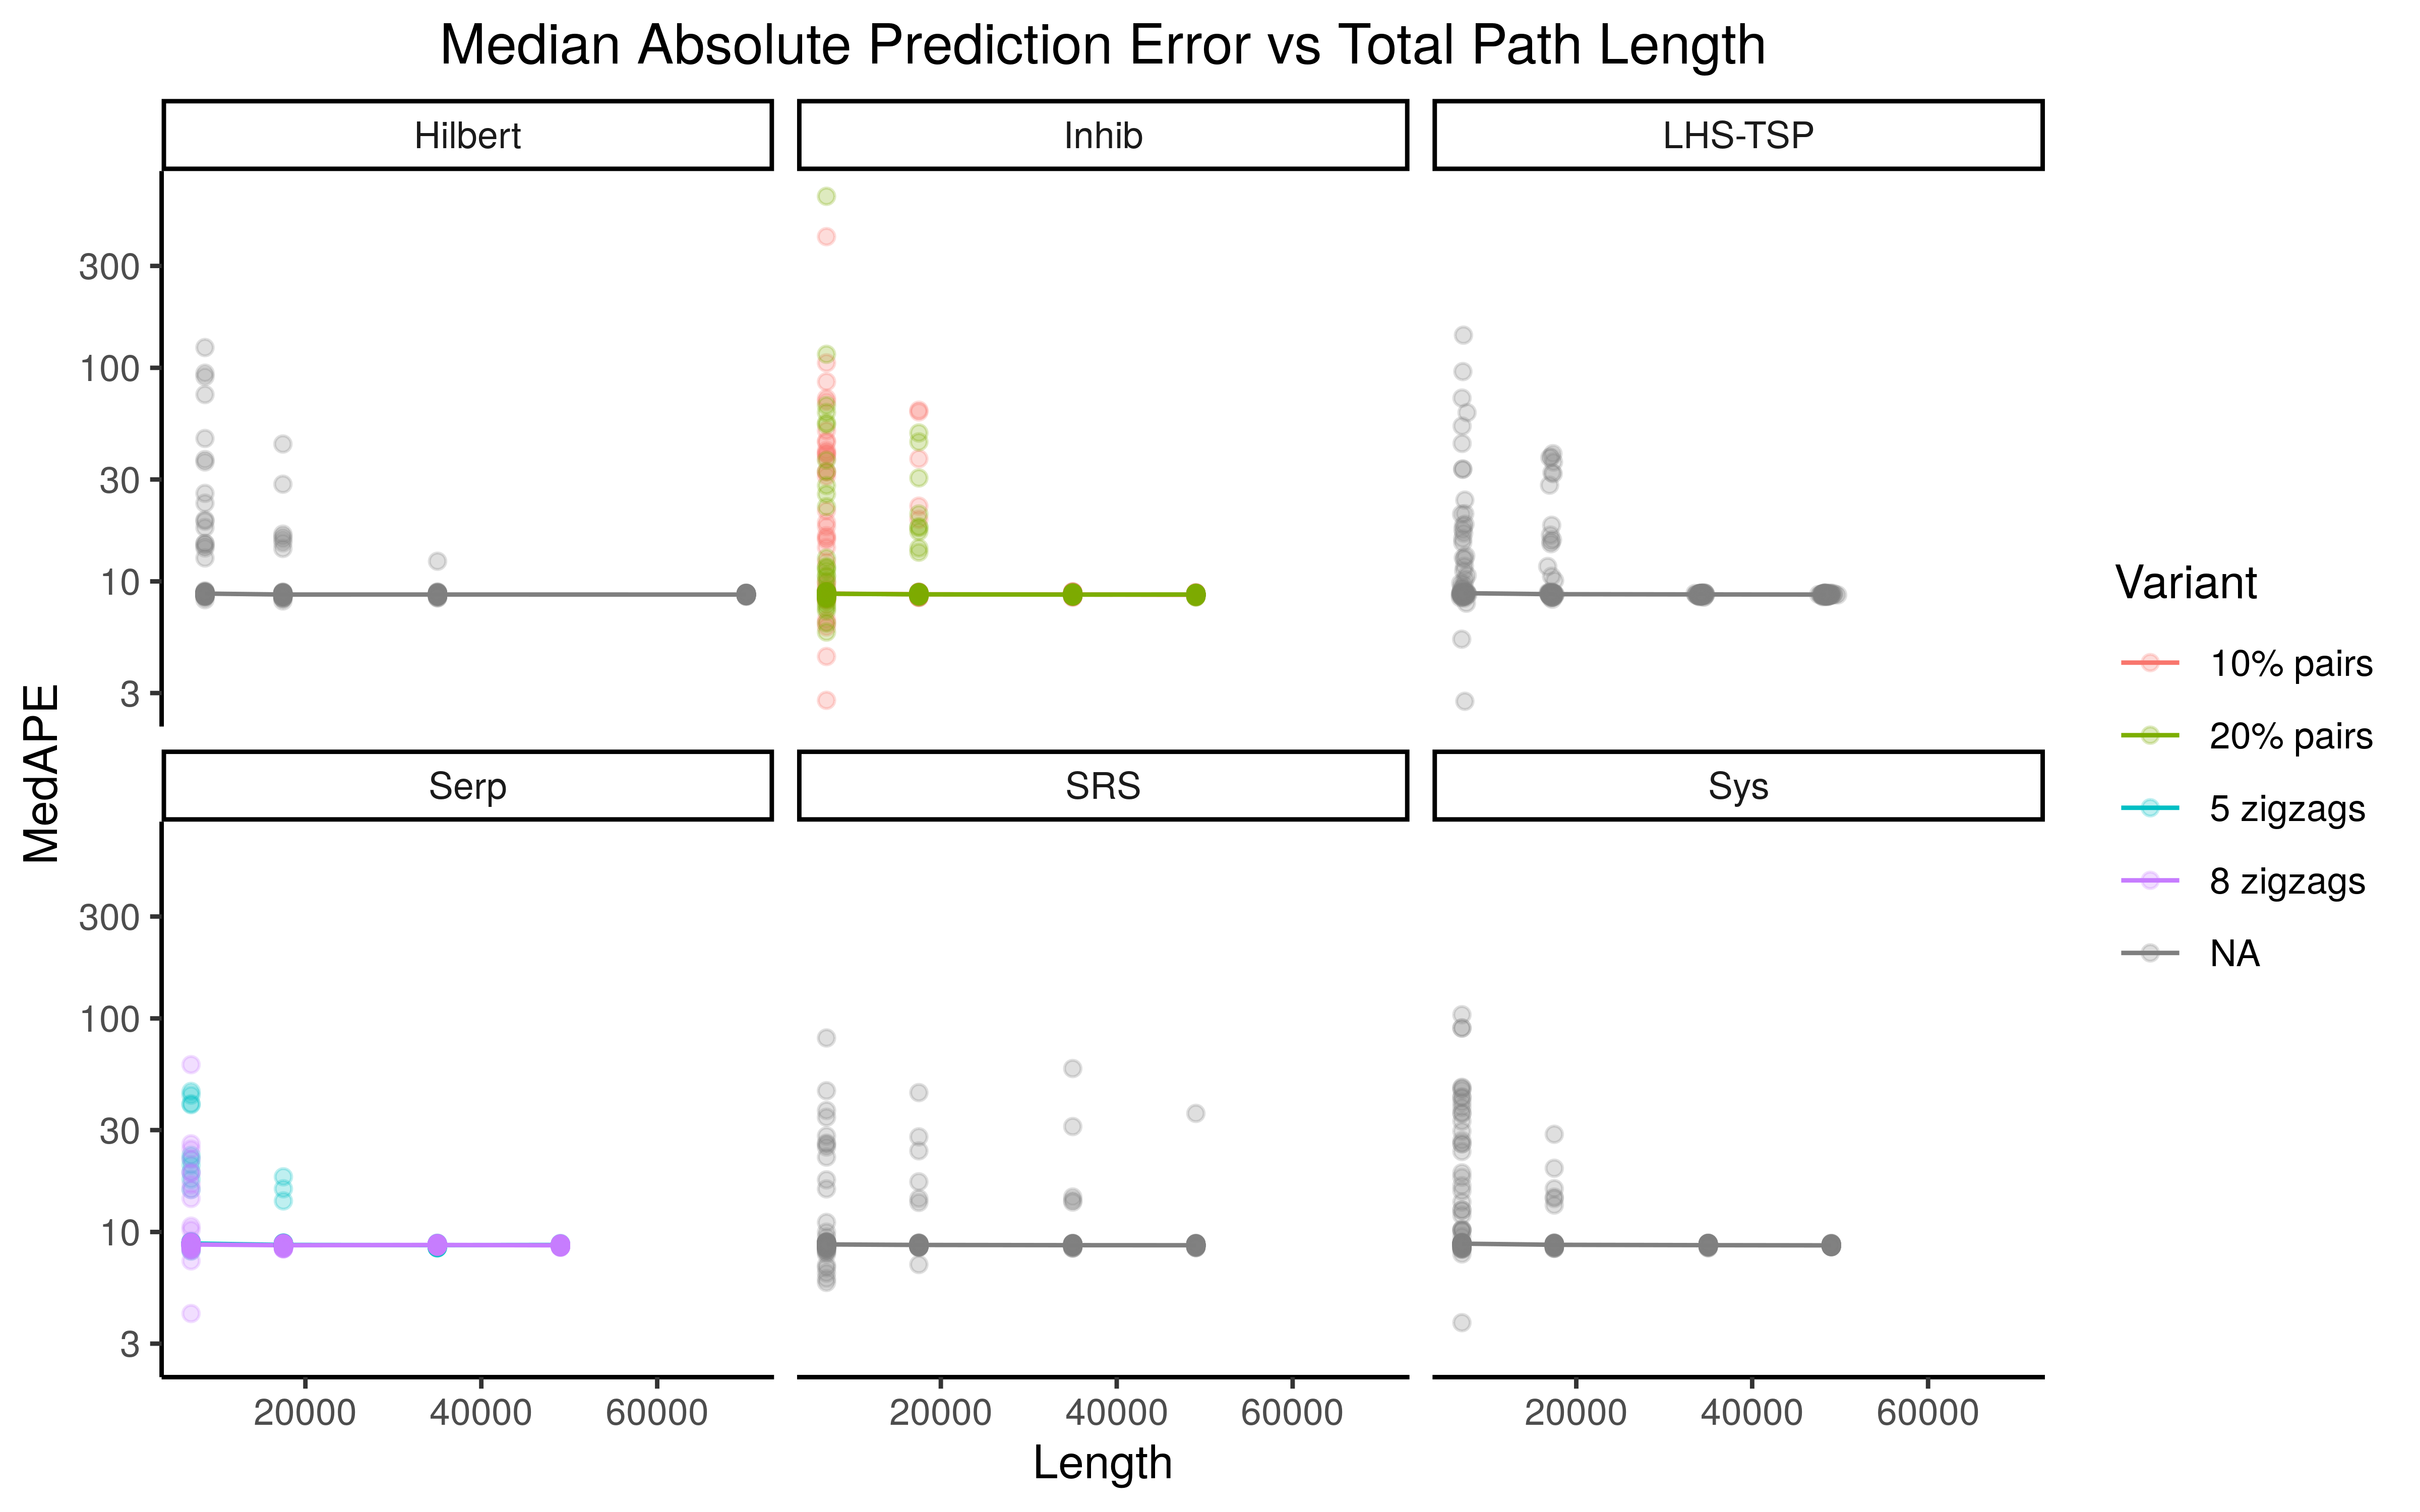 Median Absolute Prediction Error vs Total Path Length
Hilbert
Inhib
LHS-TSP
300
100
30
10
3
Serp
SRS
Sys
300
100
30
10
3
20000
40000
60000
20000
40000
60000
20000
40000
60000
Length
MedAPE
Variant
10% pairs
20% pairs
5 zigzags
8 zigzags
NA